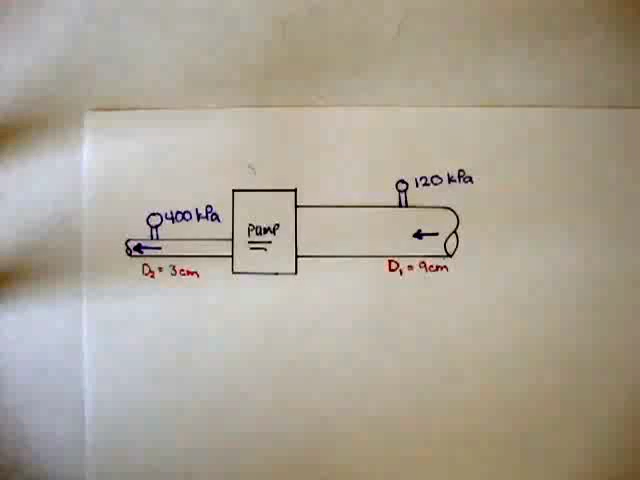 120 kPa
400 kPa
Pump
D₂ = 3cm
D₁ = 9cm